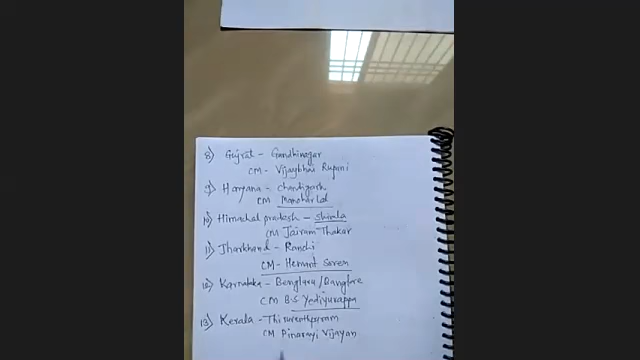 8) Gujrat - Gandhinagar
CM - Vijaybhai Rupani
9) Haryana - Chandigarh
CM Manohar Lal
10) Himachal pradesh - Shimla
CM Jairam Thakar
11) Jharkhand - Ranchi
CM - Hemant Soren
12) Karnataka - Bengluru / Banglore
CM B.S Yediyurappa
13) Kerala -
CM Pinarayi Vijayan